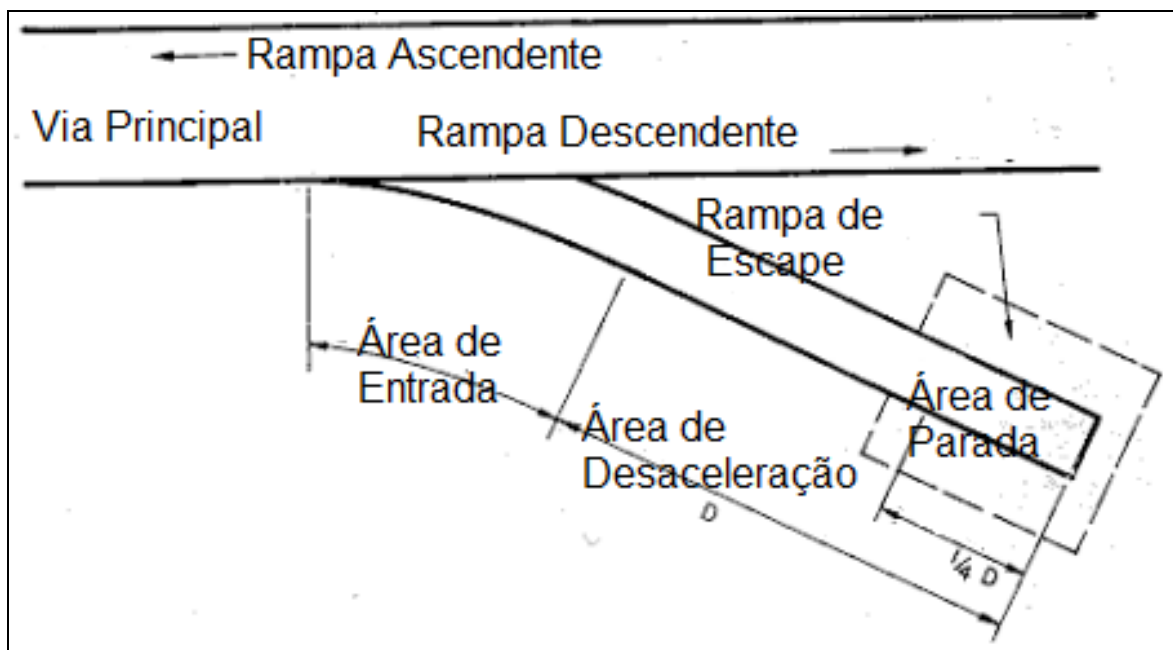 Rampa Ascendente
Via Principal
Rampa Descendente
Rampa de
Escape
Área de
Entrada
Área de
Parada
Área de
Desaceleração
D
1/4 D